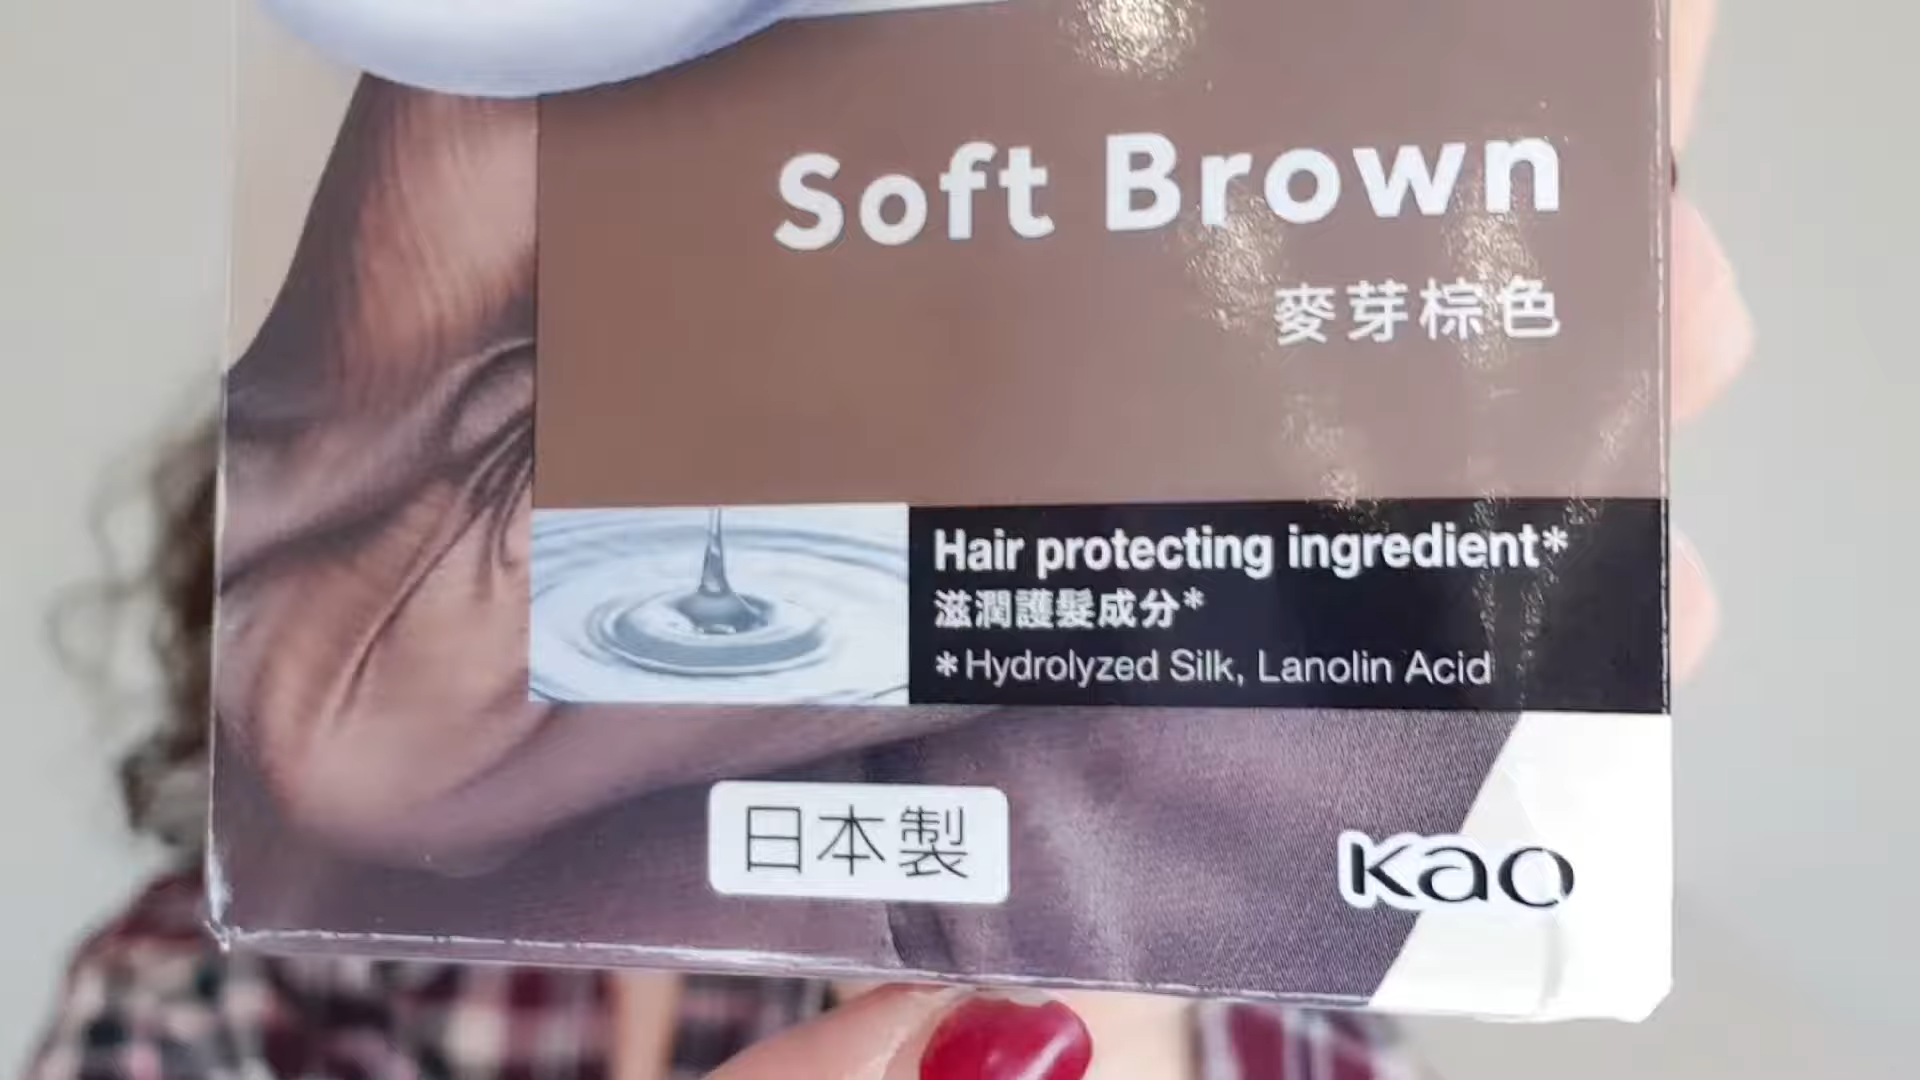 Soft Brown
麥芽棕色
Hair protecting ingredient*
滋潤護髮成分*
*Hydrolyzed Silk, Lanolin Acid
日本製
Kao